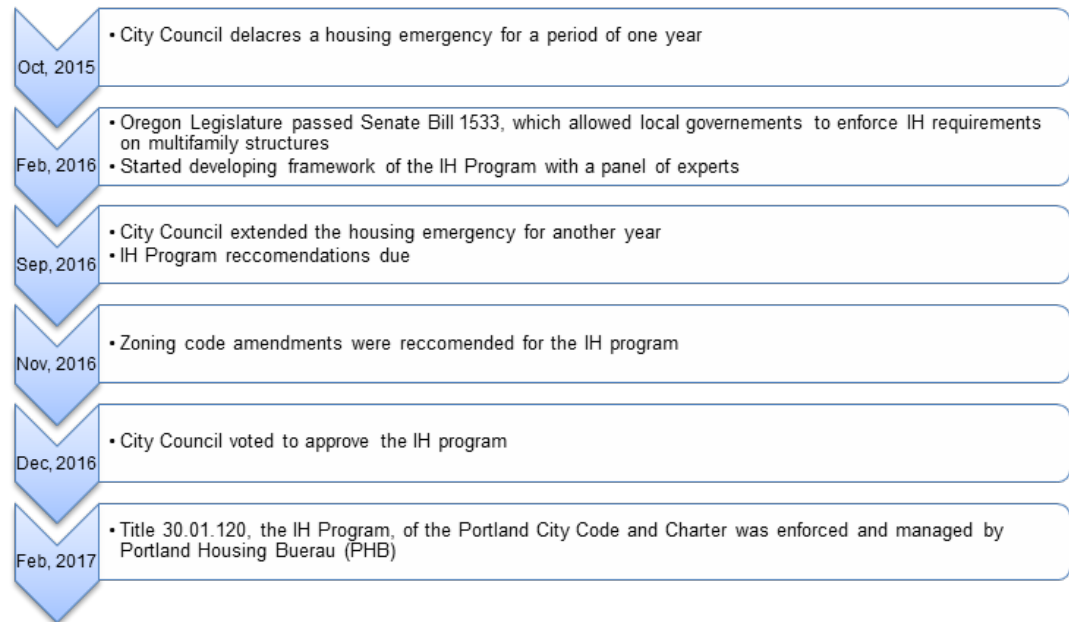 Oct, 2015
• City Council delacres a housing emergency for a period of one year
Feb, 2016
• Oregon Legislature passed Senate Bill 1533, which allowed local governements to enforce IH requirements
on multifamily structures
• Started developing framework of the IH Program with a panel of experts
Sep, 2016
• City Council extended the housing emergency for another year
• IH Program reccomendations due
Nov, 2016
• Zoning code amendments were reccomended for the IH program
Dec, 2016
• City Council voted to approve the IH program
Feb, 2017
• Title 30.01.120, the IH Program, of the Portland City Code and Charter was enforced and managed by
Portland Housing Buerau (PHB)